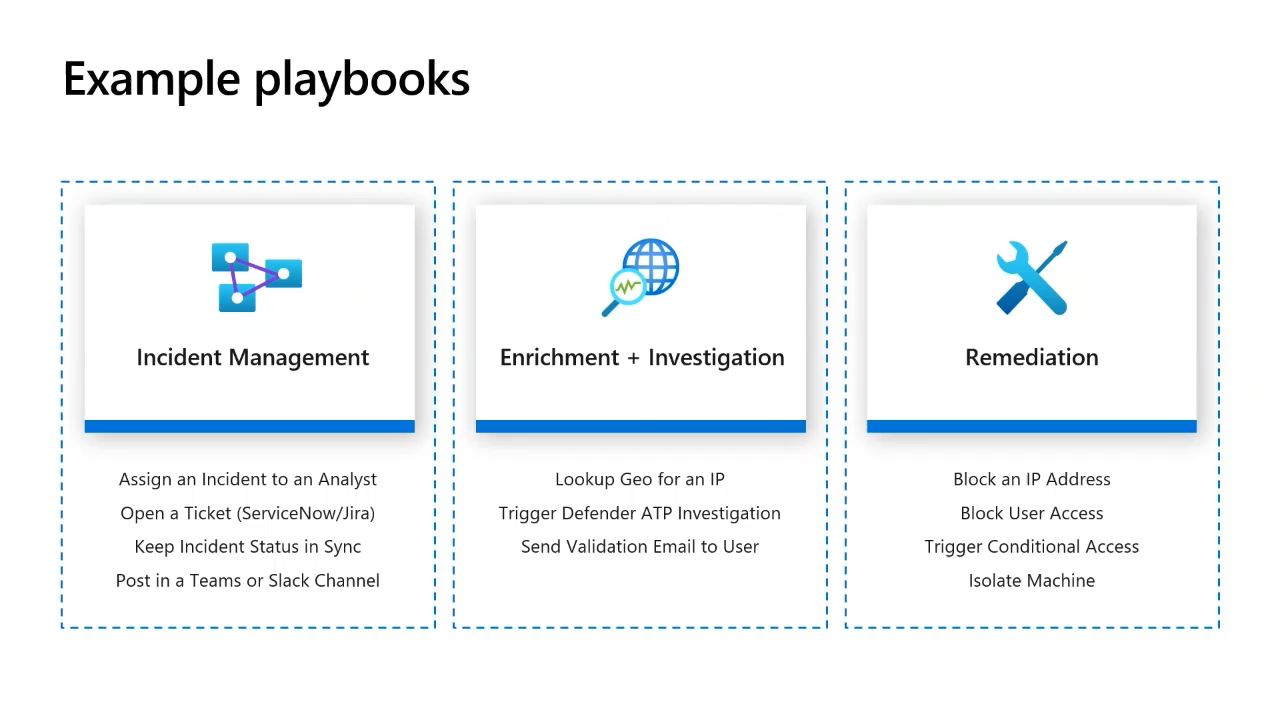 Example playbooks
Incident Management
Assign an Incident to an Analyst
Open a Ticket (ServiceNow/Jira)
Keep Incident Status in Sync
Post in a Teams or Slack Channel
Enrichment + Investigation
Lookup Geo for an IP
Trigger Defender ATP Investigation
Send Validation Email to User
Remediation
Block an IP Address
Block User Access
Trigger Conditional Access
Isolate Machine